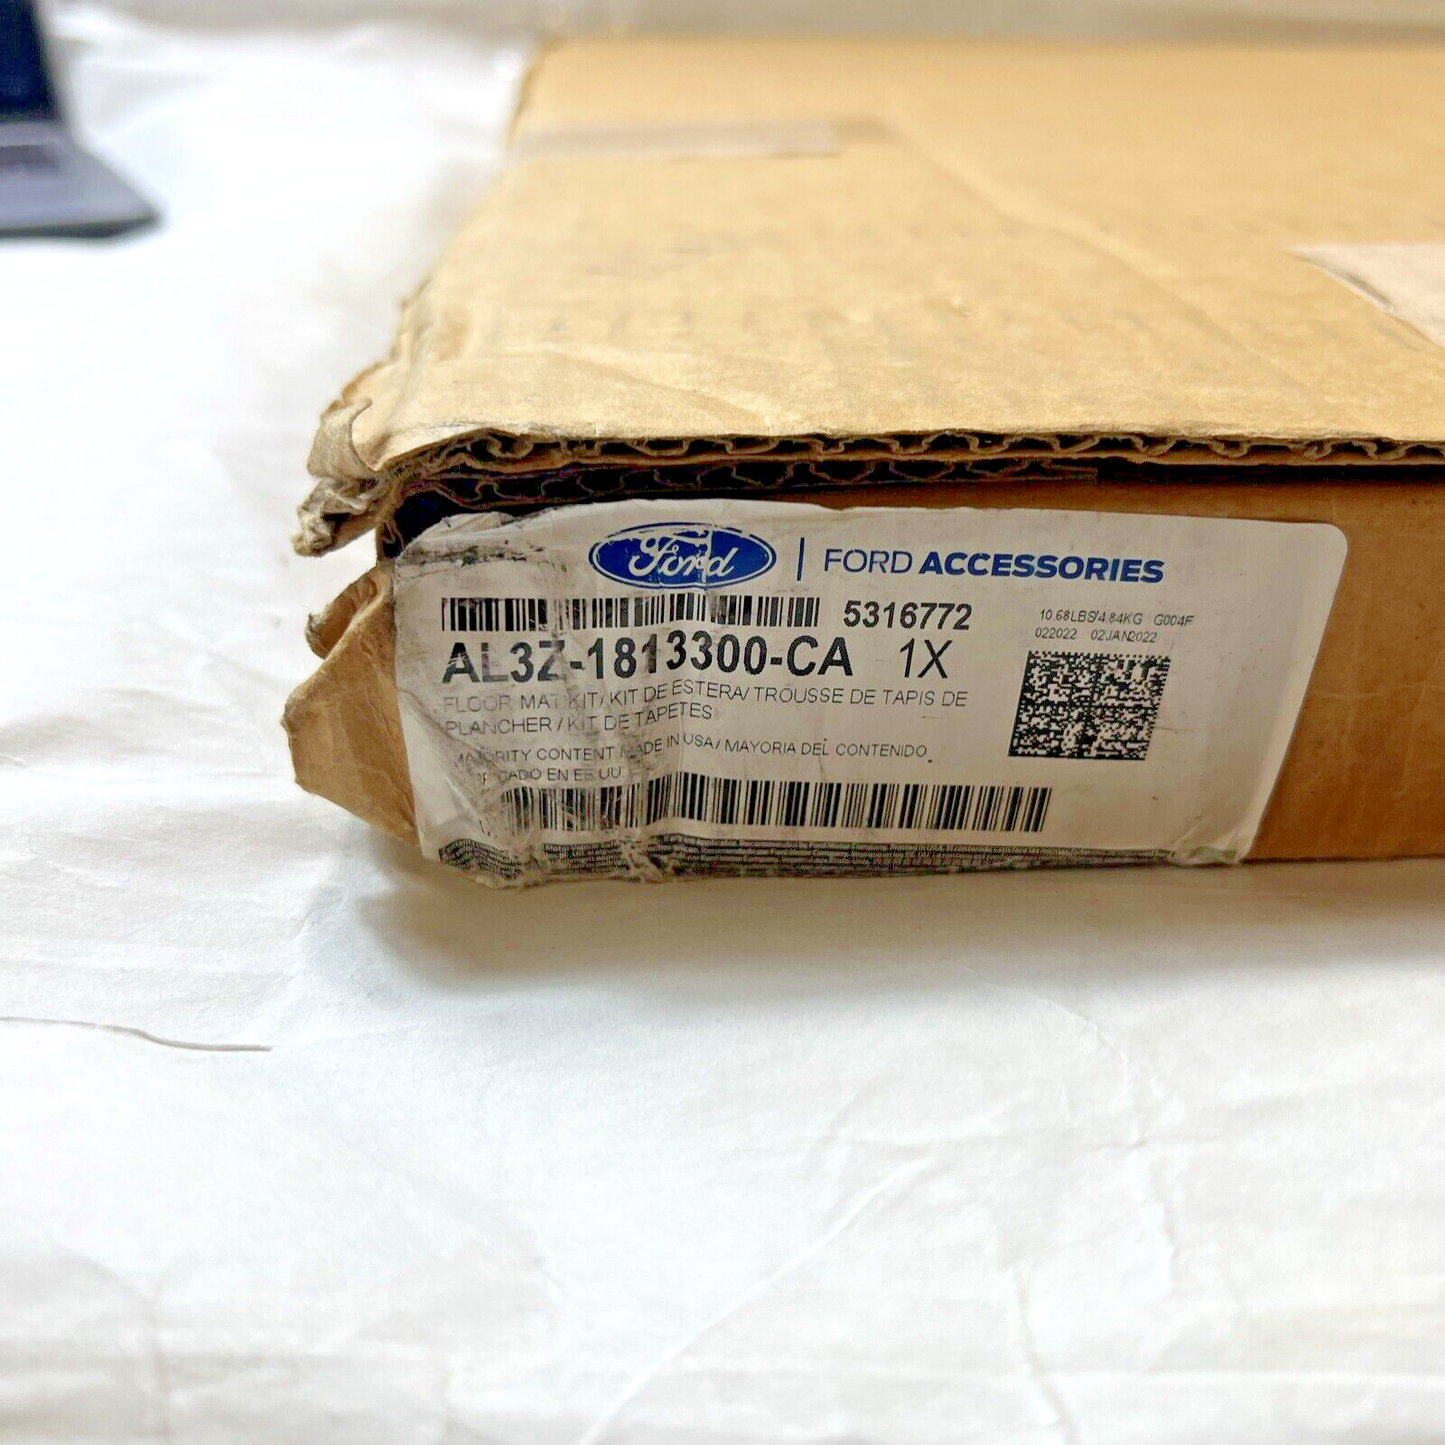 Ford | FORD ACCESSORIES
5316772
10.68LBS/4.84KG G004F
022022 02JAN2022
AL3Z-1813300-CA 1X
FLOOR MAT KIT/ KIT DE ESTERA/ TROUSSE DE TAPIS DE
PLANCHER / KIT DE TAPETES
MAJORITY CONTENT MADE IN USA/ MAYORIA DEL CONTENIDO
EN EE.UU